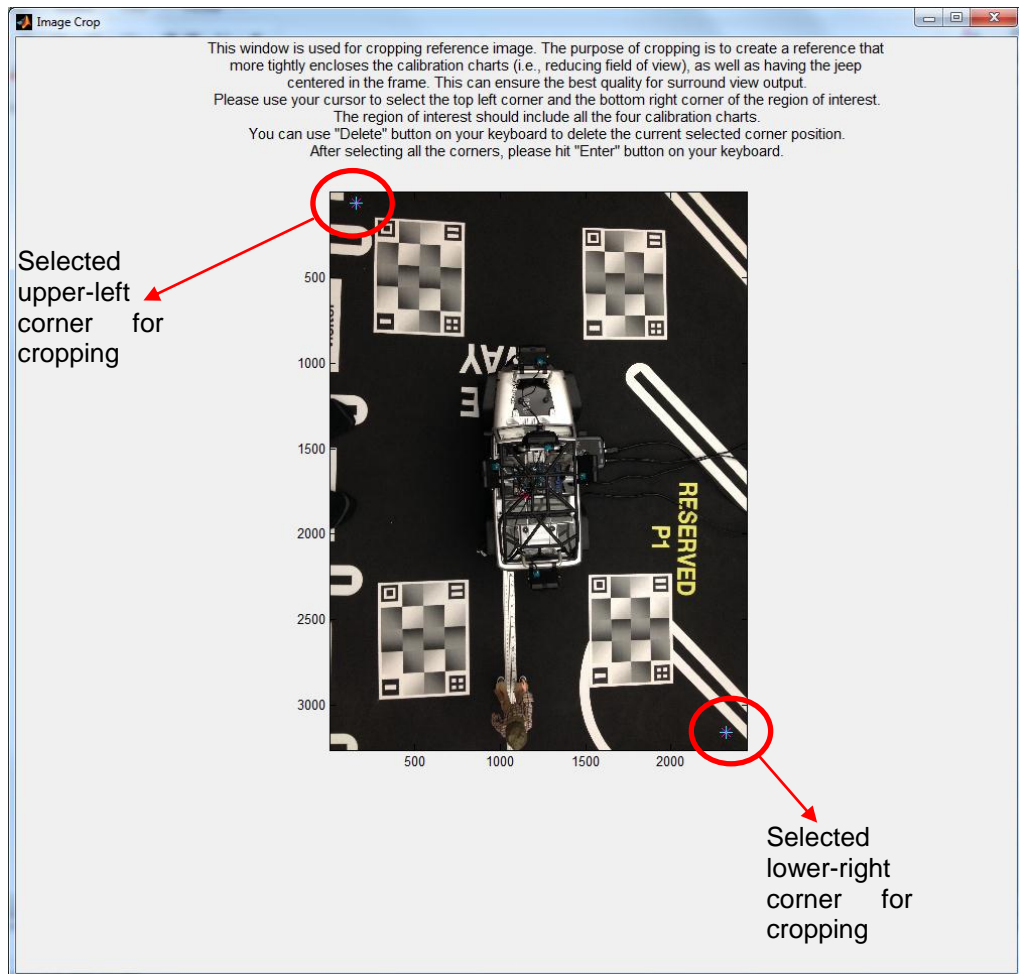 Image Crop
This window is used for cropping reference image. The purpose of cropping is to create a reference that
more tightly encloses the calibration charts (i.e., reducing field of view), as well as having the jeep
centered in the frame. This can ensure the best quality for surround view output.
Please use your cursor to select the top left corner and the bottom right corner of the region of interest.
The region of interest should include all the four calibration charts.
You can use "Delete" button on your keyboard to delete the current selected corner position.
After selecting all the corners, please hit "Enter" button on your keyboard.
Selected
upper-left
corner for
cropping
500
1000
1500
2000
2500
3000
WAY
RESERVED
P1
500
1000
1500
2000
Selected
lower-right
corner for
cropping